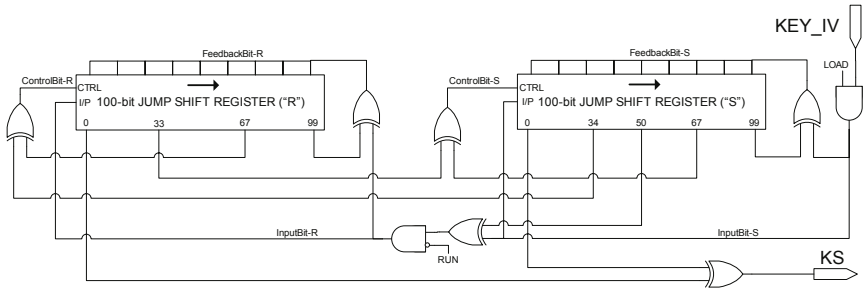 KEY_IV
FeedbackBit-R
FeedbackBit-S
LOAD
ControlBit-R
ControlBit-S
CTRL
CTRL
I/P 100-bit JUMP SHIFT REGISTER ("R")
I/P 100-bit JUMP SHIFT REGISTER ("S")
0 33 67 99
0 34 50 67 99
InputBit-R
InputBit-S
RUN
KS